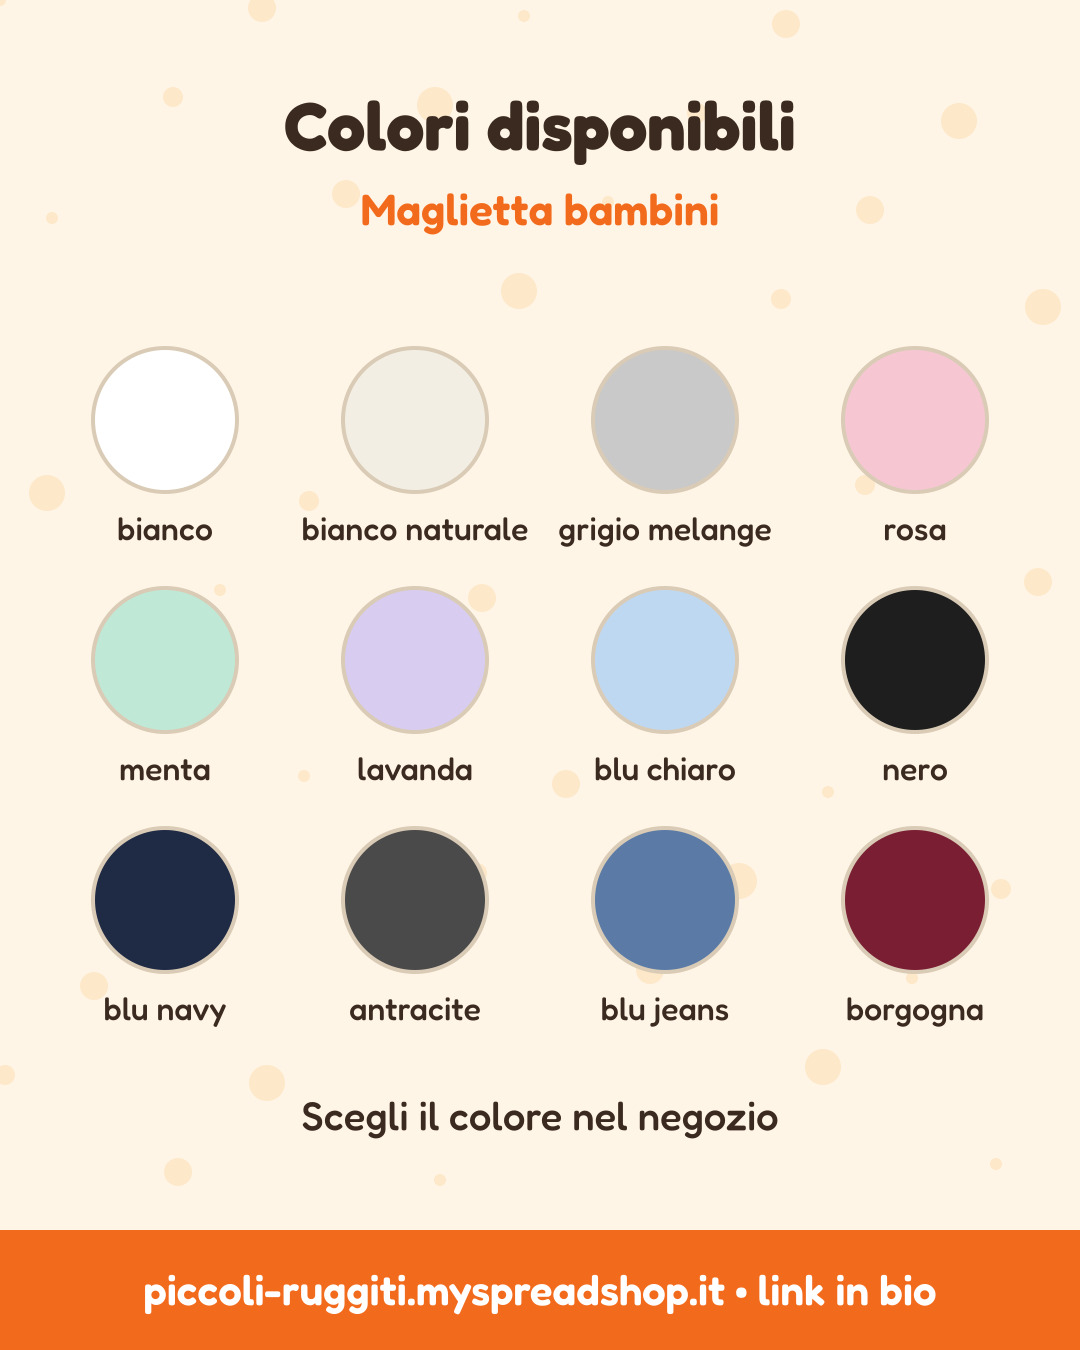 Colori disponibili
Maglietta bambini
bianco
bianco naturale
grigio melange
rosa
menta
lavanda
blu chiaro
nero
blu navy
antracite
blu jeans
borgogna
Scegli il colore nel negozio
piccoli-ruggiti.myspreadshop.it • link in bio